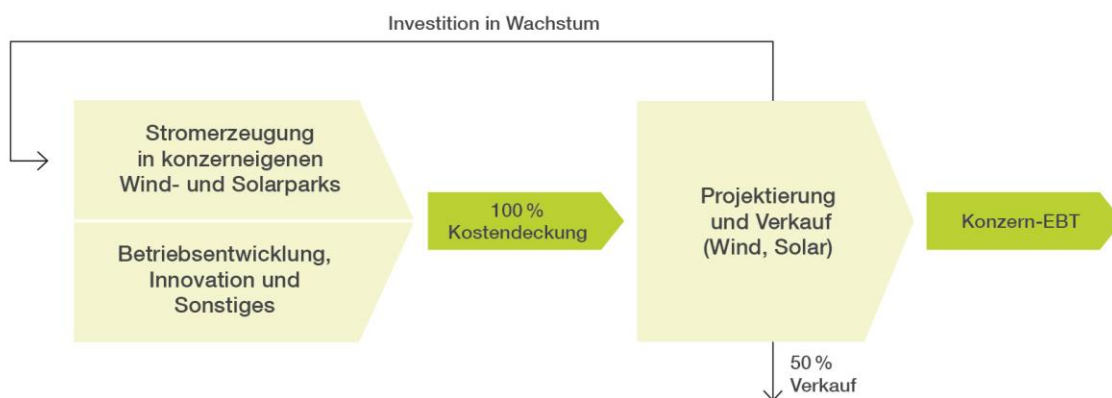 Investition in Wachstum
Stromerzeugung
in konzerneigenen
Wind- und Solarparks
Betriebsentwicklung,
Innovation und
Sonstiges
100 %
Kostendeckung
Projektierung
und Verkauf
(Wind, Solar)
Konzern-EBT
50 %
Verkauf